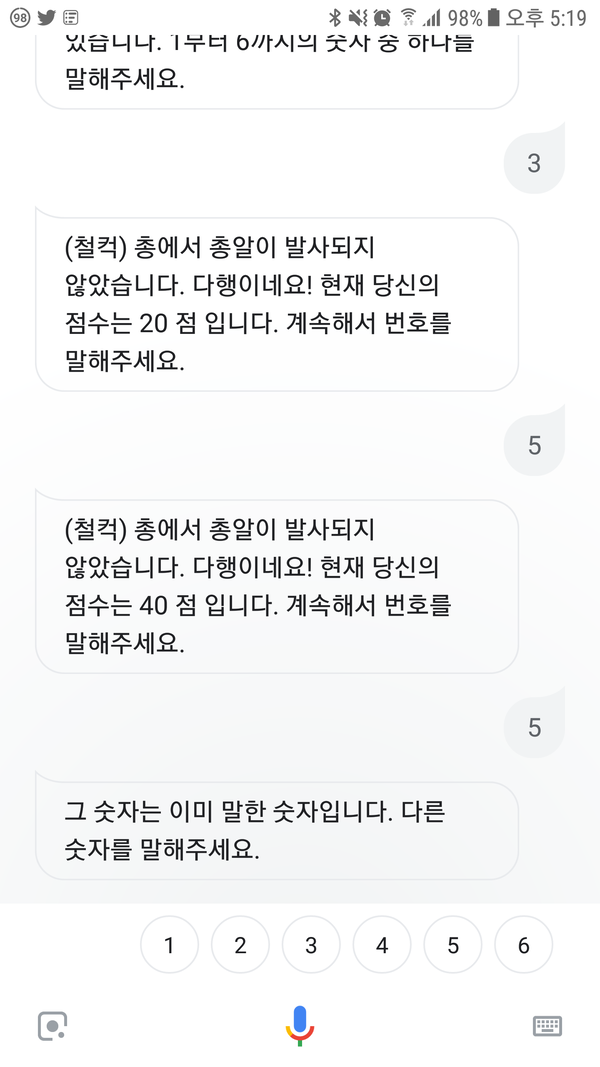 98 98% 오후 5:19
있습니다. 1부터 6까지의 숫자 중 하나를
말해주세요.
3
(철컥) 총에서 총알이 발사되지
않았습니다. 다행이네요! 현재 당신의
점수는 20 점 입니다. 계속해서 번호를
말해주세요.
5
(철컥) 총에서 총알이 발사되지
않았습니다. 다행이네요! 현재 당신의
점수는 40 점 입니다. 계속해서 번호를
말해주세요.
5
그 숫자는 이미 말한 숫자입니다. 다른
숫자를 말해주세요.
1 2 3 4 5 6